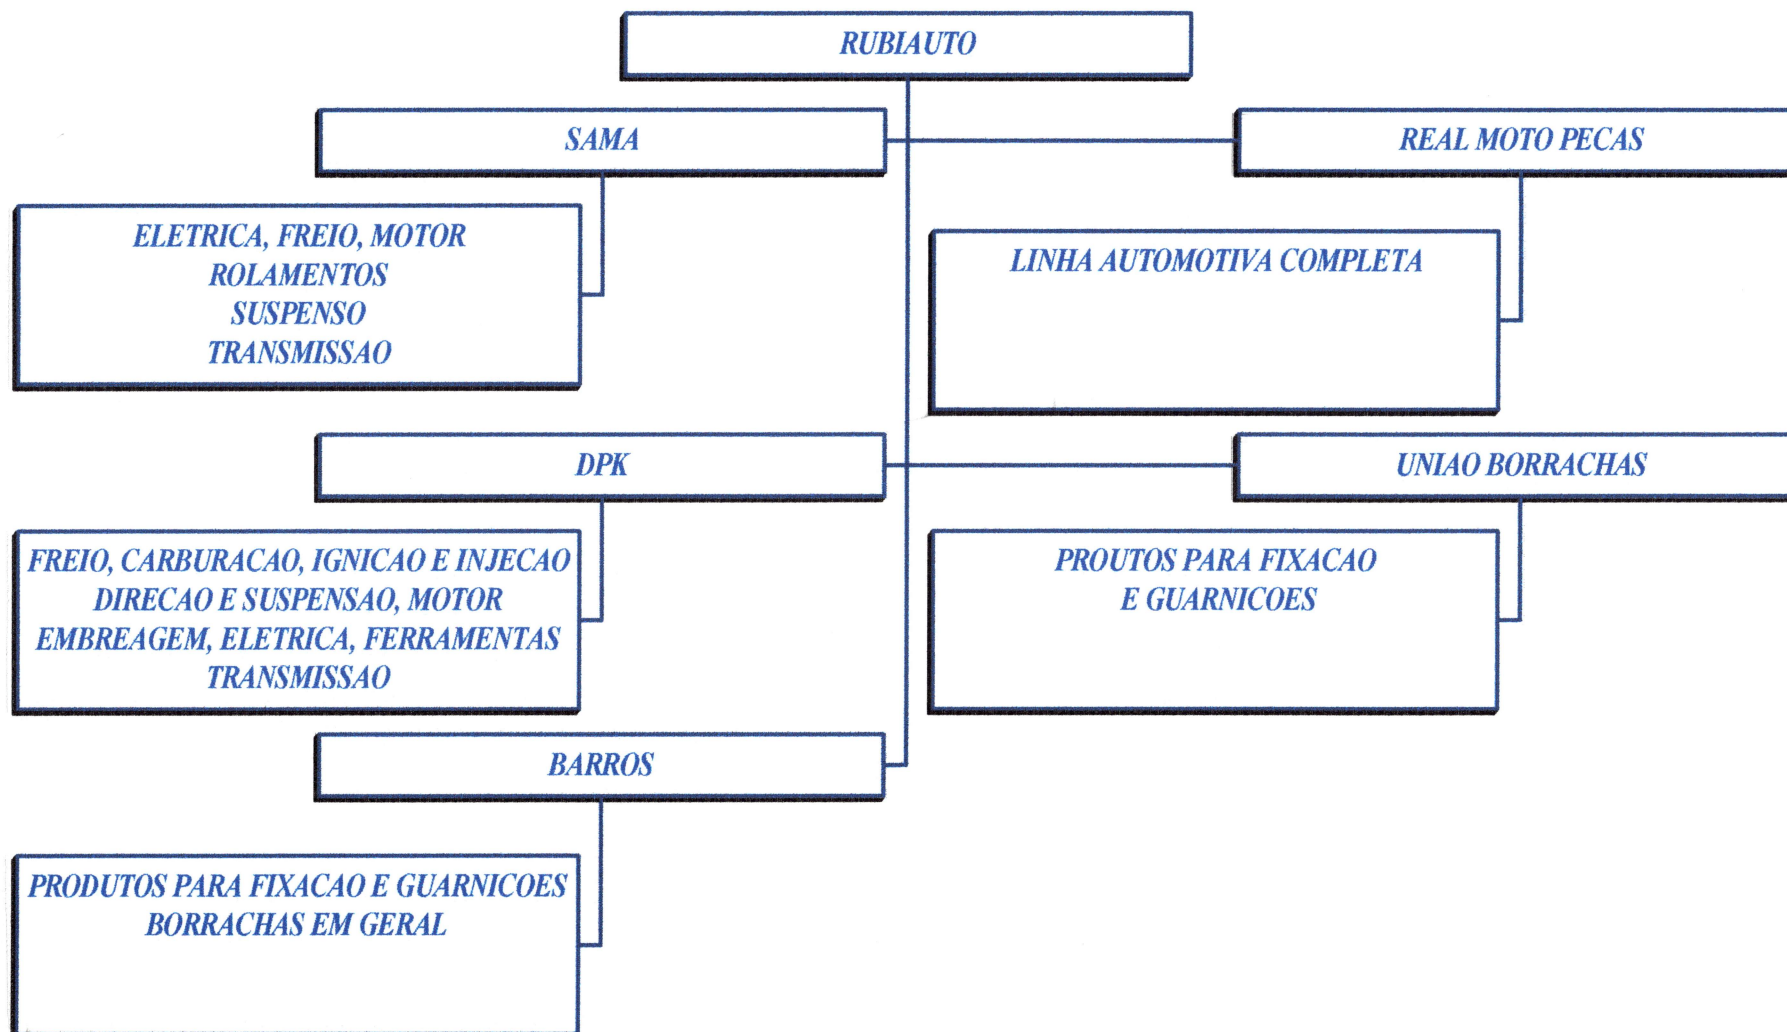 RUBIAUTO
SAMA
REAL MOTO PECAS
ELETRICA, FREIO, MOTOR
ROLAMENTOS
SUSPENSO
TRANSMISSAO
LINHA AUTOMOTIVA COMPLETA
DPK
UNIAO BORRACHAS
FREIO, CARBURACAO, IGNICAO E INJECAO
DIRECAO E SUSPENSAO, MOTOR
EMBREAGEM, ELETRICA, FERRAMENTAS
TRANSMISSAO
PROUTOS PARA FIXACAO
E GUARNICOES
BARROS
PRODUTOS PARA FIXACAO E GUARNICOES
BORRACHAS EM GERAL